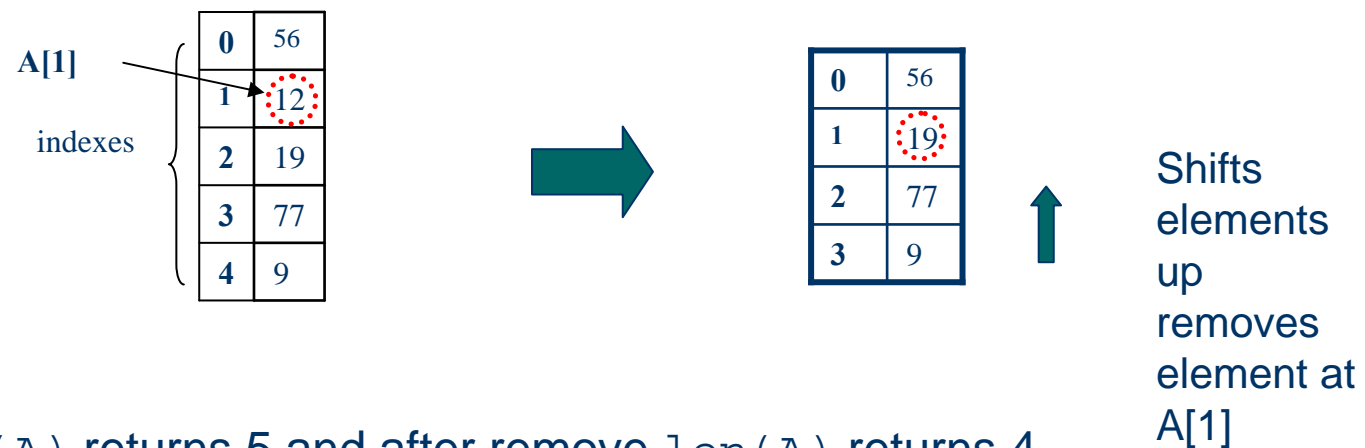 A[1]
indexes
0 56
1 12
2 19
3 77
4 9
0 56
1 19
2 77
3 9
Shifts
elements
up
removes
element at
A[1]
(A) returns 5 and after remove len(A) returns 4